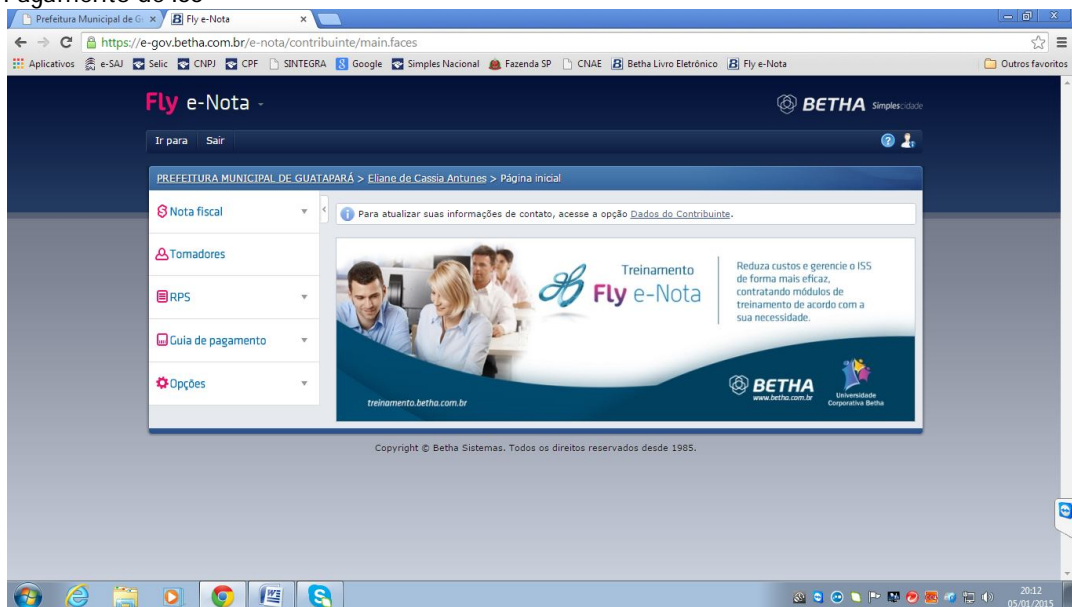 Pagamento de Iss
Prefeitura Municipal de G
Fly e-Nota
https://e-gov.betha.com.br/e-nota/contribuinte/main.faces
Aplicativos e-SAJ Selic CNPJ CPF SINTEGRA Google Simples Nacional Fazenda SP CNAE Betha Livro Eletrônico Fly e-Nota Outros favoritos
Fly e-Nota
BETHA Simples:cidade
Ir para Sair
PREFEITURA MUNICIPAL DE GUATAPARÁ > Eliane de Cassia Antunes > Página inicial
Nota fiscal
Para atualizar suas informações de contato, acesse a opção Dados do Contribuinte.
Tomadores
RPS
Guia de pagamento
Opções
Treinamento
Fly e-Nota
Reduza custos e gerencie o ISS
de forma mais eficaz,
contratando módulos de
treinamento de acordo com a
sua necessidade.
treinamento.betha.com.br
BETHA
www.betha.com.br
Universidade
Corporativa Betha
Copyright © Betha Sistemas. Todos os direitos reservados desde 1985.
20:12
05/01/2015